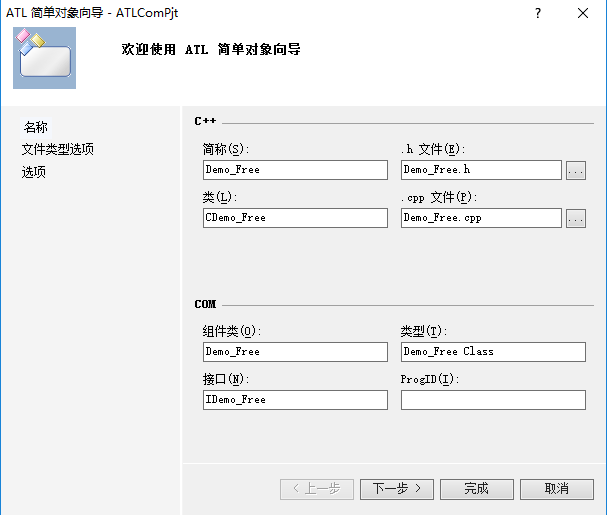 ATL 简单对象向导 - ATLComPjt
?
欢迎使用 ATL 简单对象向导
名称
文件类型选项
选项
C++
简称(S): .h 文件(E):
Demo_Free Demo_Free.h ...
类(L): .cpp 文件(P):
CDemo_Free Demo_Free.cpp ...
COM
组件类(O): 类型(T):
Demo_Free Demo_Free Class
接口(N): ProgID(I):
IDemo_Free
< 上一步 下一步 > 完成 取消